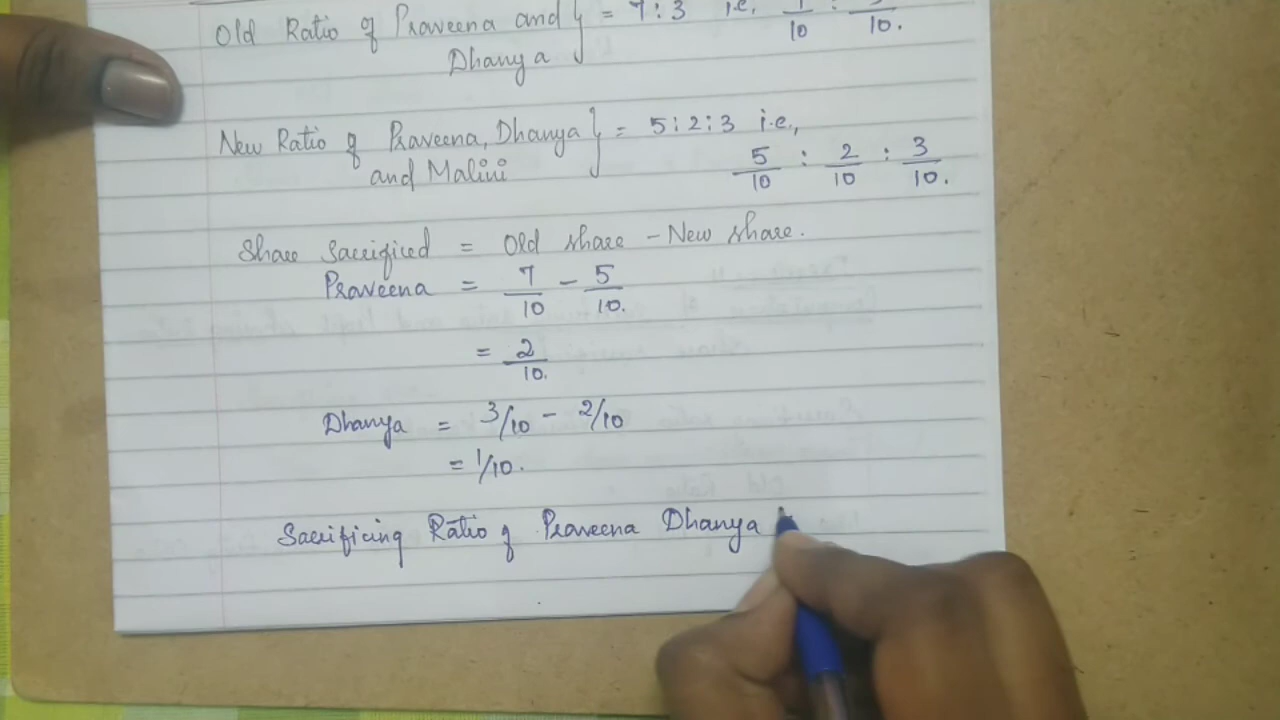 Old Ratio of Praveena and } = 7:3 i.e, 7/10 : 3/10.
Dhanya
New Ratio of Praveena, Dhanya } = 5:2:3 i.e.,
and Malini 5/10 : 2/10 : 3/10.
Share Sacrificed = Old share - New share.
Praveena = 7/10 - 5/10.
= 2/10.
Dhanya = 3/10 - 2/10
= 1/10.
Sacrificing Ratio of Praveena Dhanya